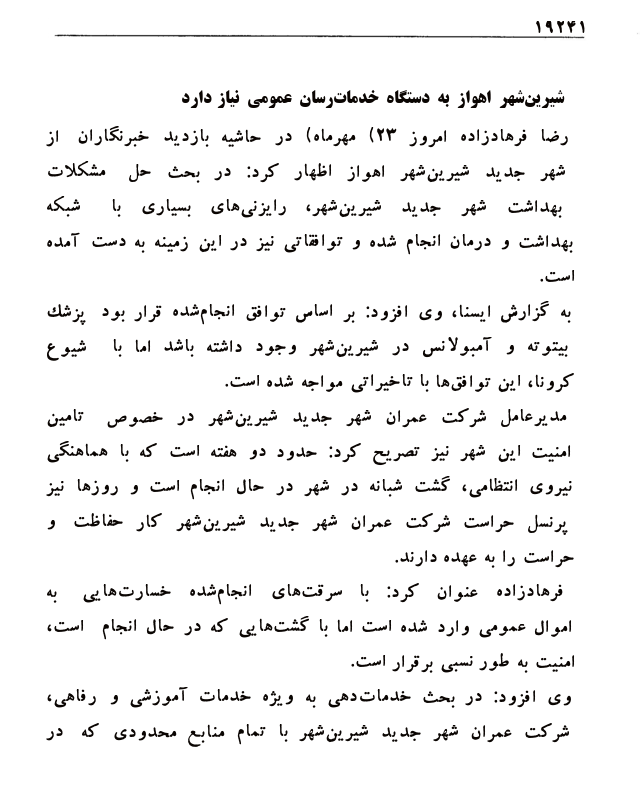 ۱۹۲۴۱
شیرین‌شهر اهواز به دستگاه خدمات‌رسان عمومی نیاز دارد
رضا فرهادزاده امروز ۲۳) مهرماه) در حاشیه بازدید خبرنگاران از
شهر جدید شیرین‌شهر اهواز اظهار کرد: در بحث حل مشکلات
بهداشت شهر جدید شیرین‌شهر، رایزنی‌های بسیاری با شبکه
بهداشت و درمان انجام شده و توافقاتی نیز در این زمینه به دست آمده
است.
به گزارش ایسنا، وی افزود: بر اساس توافق انجام‌شده قرار بود پزشك
بیتوته و آمبولانس در شیرین‌شهر وجود داشته باشد اما با شیوع
کرونا، این توافق‌ها با تاخیراتی مواجه شده است.
مدیرعامل شرکت عمران شهر جدید شیرین‌شهر در خصوص تامین
امنیت این شهر نیز تصریح کرد: حدود دو هفته است که با هماهنگی
نیروی انتظامی، گشت شبانه در شهر در حال انجام است و روزها نیز
پرنسل حراست شرکت عمران شهر جدید شیرین‌شهر کار حفاظت و
حراست را به عهده دارند.
فرهادزاده عنوان کرد: با سرقت‌های انجام‌شده خسارت‌هایی به
اموال عمومی وارد شده است اما با گشت‌هایی که در حال انجام است،
امنیت به طور نسبی برقرار است.
وی افزود: در بحث خدمات‌دهی به ویژه خدمات آموزشی و رفاهی،
شرکت عمران شهر جدید شیرین‌شهر با تمام منابع محدودی که در